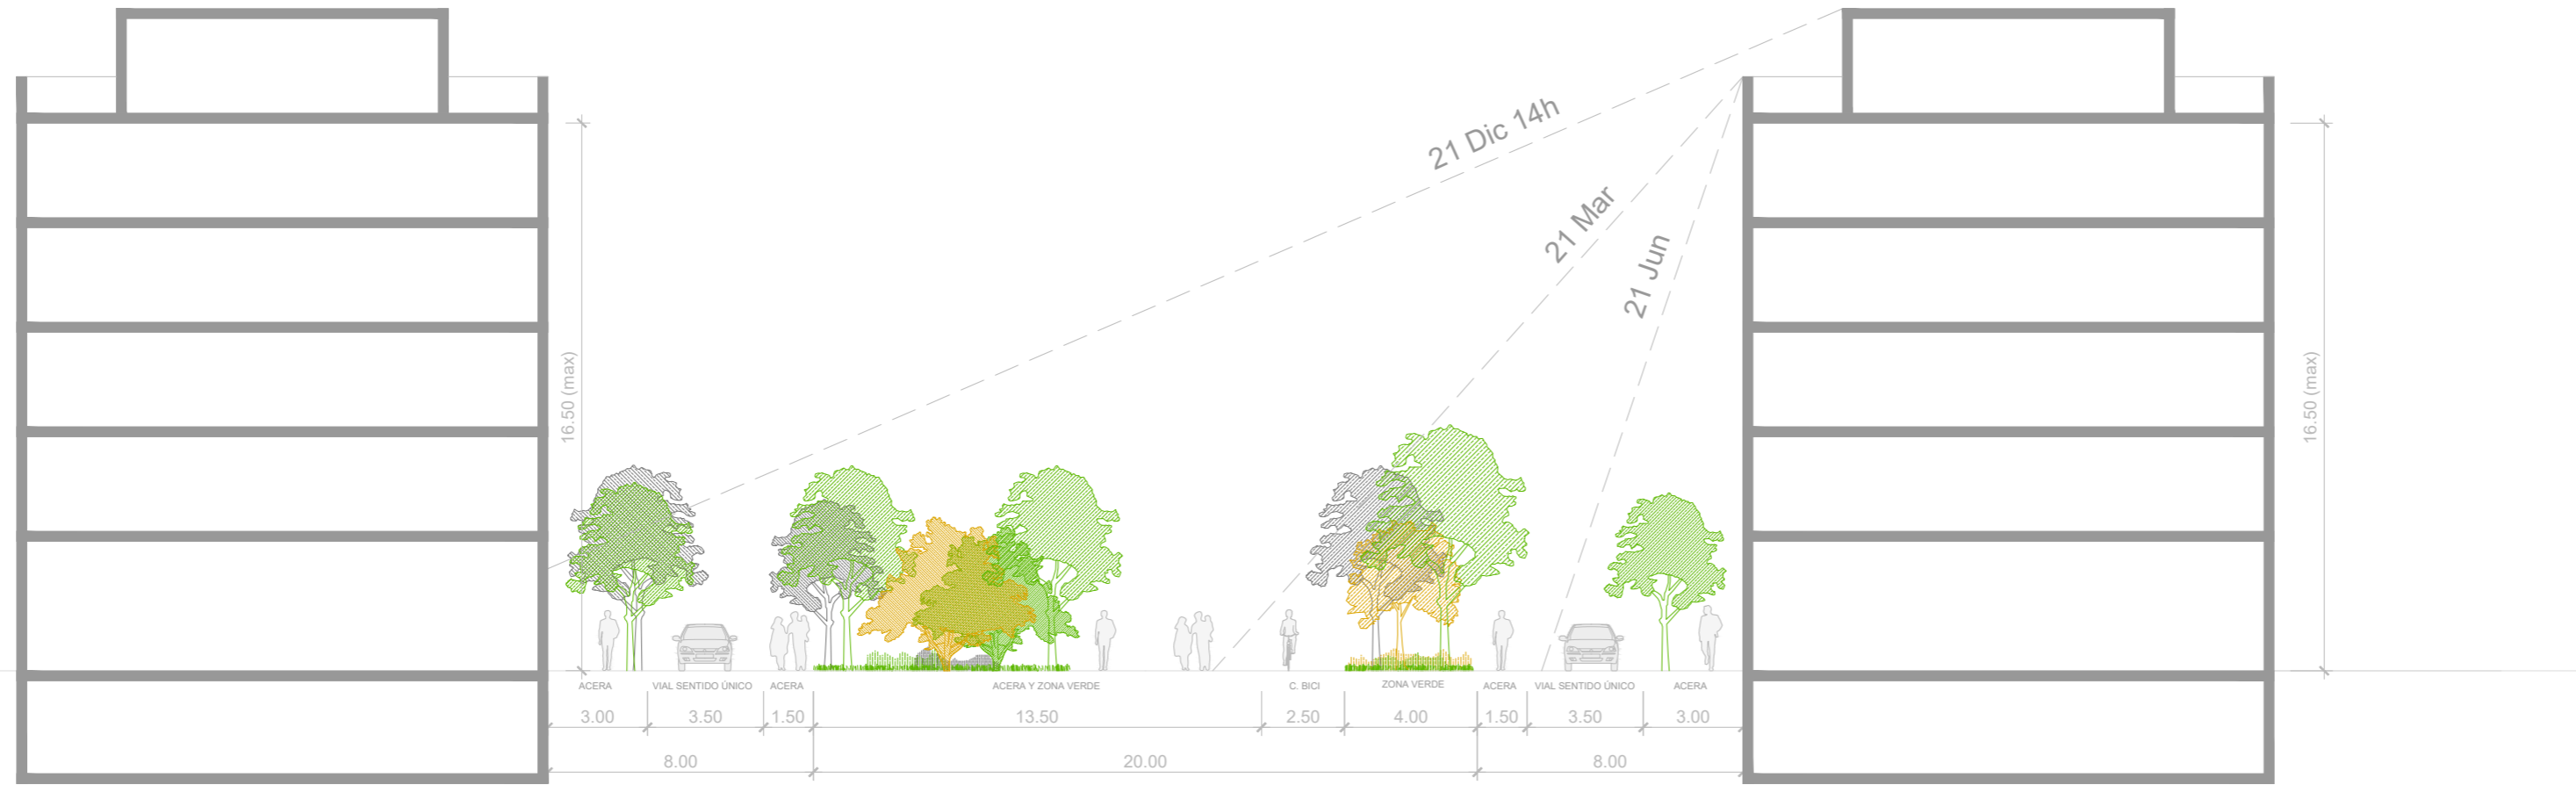 21 Dic 14h
21 Mar
21 Jun
16.50 (max)
16.50 (max)
ACERA VIAL SENTIDO ÚNICO ACERA ACERA Y ZONA VERDE C. BICI ZONA VERDE ACERA VIAL SENTIDO ÚNICO ACERA
3.00 3.50 1.50 13.50 2.50 4.00 1.50 3.50 3.00
8.00 20.00 8.00